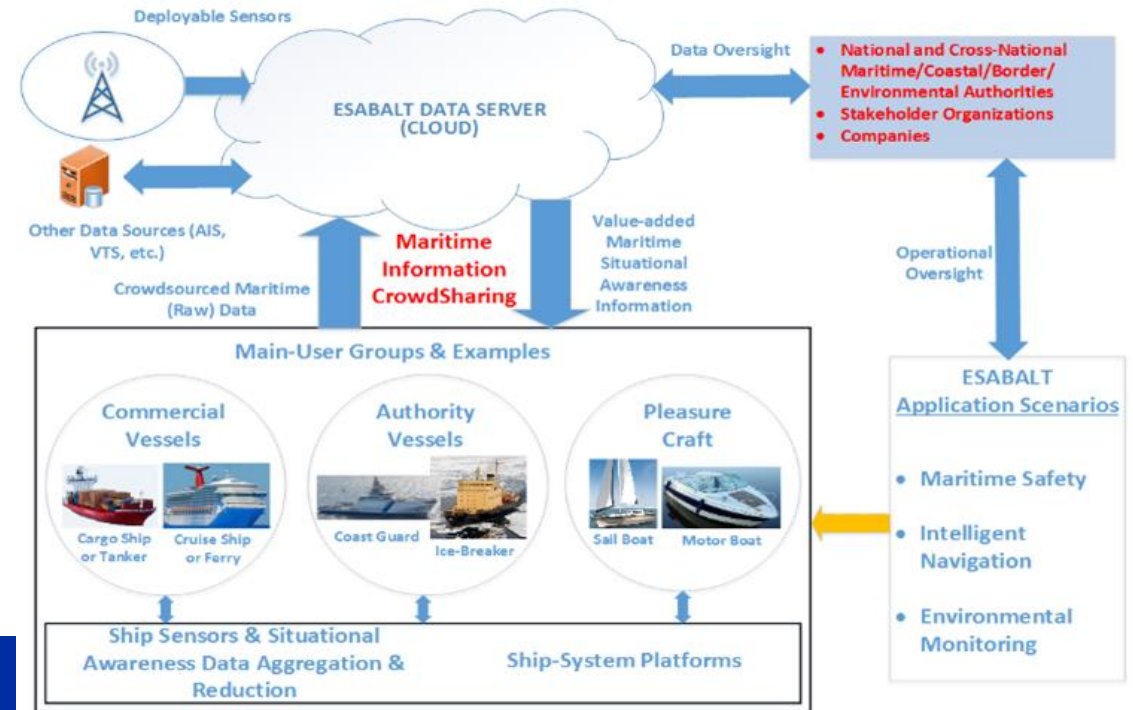 Deployable Sensors
ESABALT DATA SERVER
(CLOUD)
Data Oversight
• National and Cross-National
Maritime/Coastal/Border/
Environmental Authorities
• Stakeholder Organizations
• Companies
Other Data Sources (AIS,
VTS, etc.)
Crowdsourced Maritime
(Raw) Data
Maritime
Information
CrowdSharing
Value-added
Maritime
Situational
Awareness
Information
Operational
Oversight
Main-User Groups & Examples
Commercial
Vessels
Cargo Ship
or Tanker
Cruise Ship
or Ferry
Authority
Vessels
Coast Guard
Ice-Breaker
Pleasure
Craft
Sail Boat
Motor Boat
Ship Sensors & Situational
Awareness Data Aggregation &
Reduction
Ship-System Platforms
ESABALT
Application Scenarios
• Maritime Safety
• Intelligent
Navigation
• Environmental
Monitoring